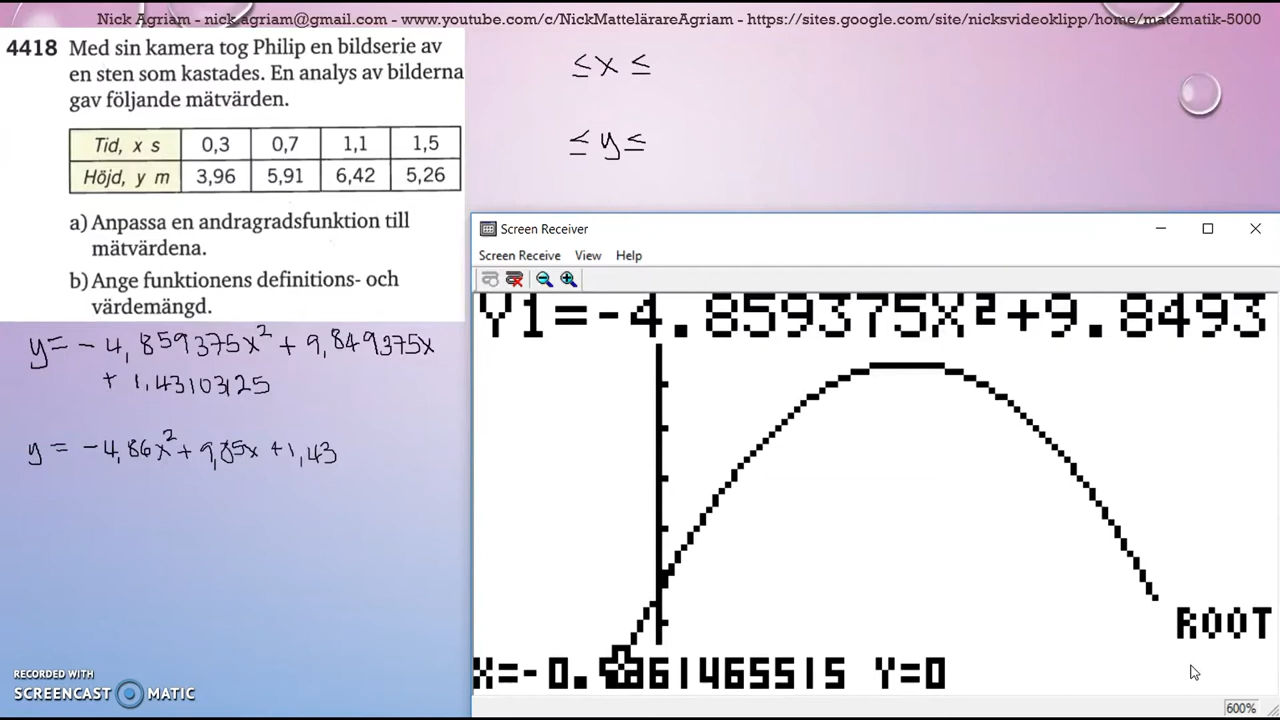 Nick Agriam - nick.agriam@gmail.com - www.youtube.com/c/NickMattelärareAgriam - https://sites.google.com/site/nicksvideoklipp/home/matematik-5000
4418 Med sin kamera tog Philip en bildserie av
en sten som kastades. En analys av bilderna
gav följande mätvärden.
Tid, x s 0,3 0,7 1,1 1,5
Höjd, y m 3,96 5,91 6,42 5,26
a) Anpassa en andragradsfunktion till
mätvärdena.
b) Ange funktionens definitions- och
värdemängd.
y = - 4,859375x² + 9,849375x
+ 1,43103125
y = -4,86x² + 9,85x + 1,43
≤ x ≤
≤ y ≤
Screen Receiver
Screen Receive View Help
Y1=-4.859375X²+9.8493
ROOT
Y=0
600%
RECORDED WITH
SCREENCAST MATIC